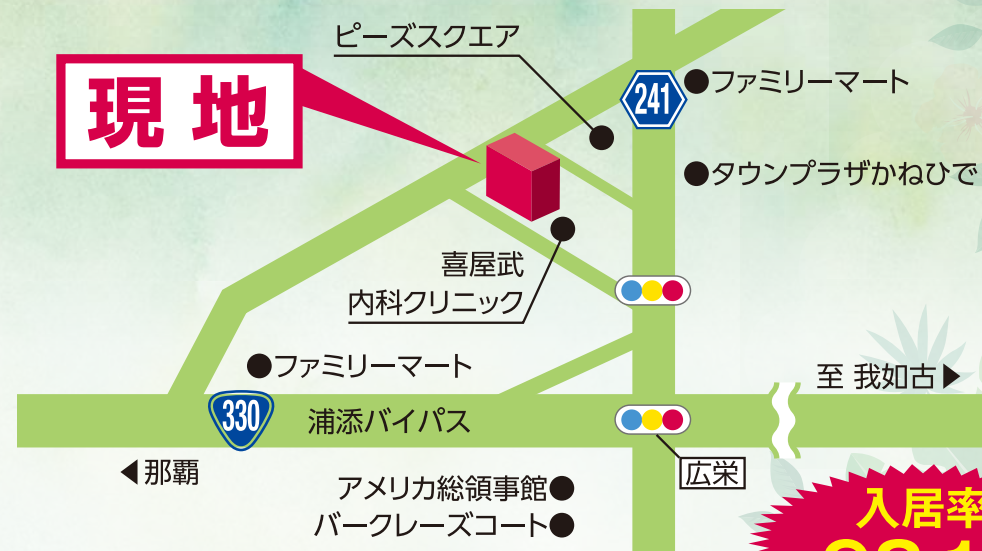 ピーズスクエア
現地
241
ファミリーマート
タウンプラザかねひで
喜屋武
内科クリニック
ファミリーマート
至 我如古
330
浦添バイパス
那覇
広栄
アメリカ総領事館
バークレーズコート
入居率